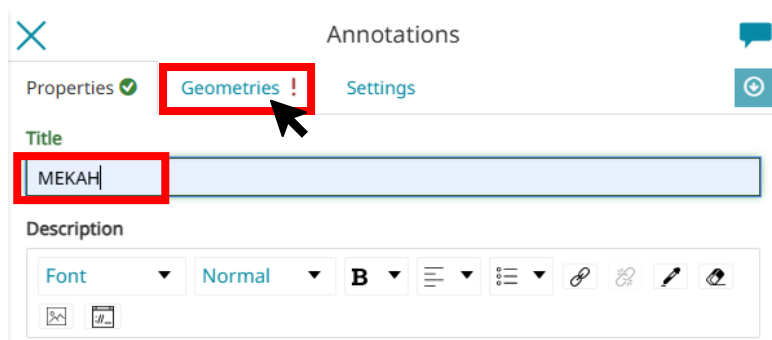 Annotations
Properties Geometries ! Settings
Title
MEKAH
Description
Font Normal B
://_